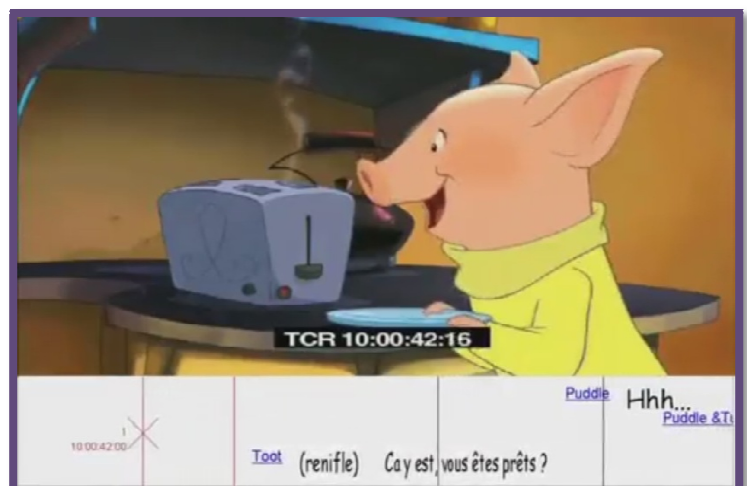 TCR 10:00:42:16
Puddle
Hhh...
Puddle &Tu
1
10:00:42:00
Toot (renifle) Ca y est, vous êtes prêts ?